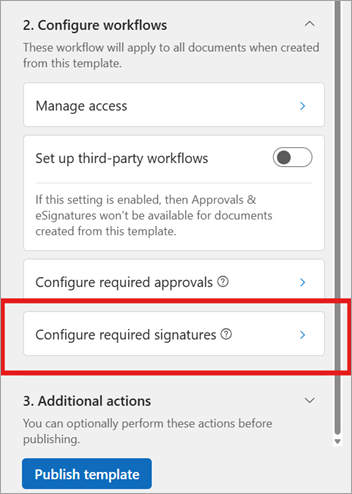 2. Configure workflows
These workflow will apply to all documents when created
from this template.
Manage access
Set up third-party workflows
If this setting is enabled, then Approvals &
eSignatures won't be available for documents
created from this template.
Configure required approvals
Configure required signatures
3. Additional actions
You can optionally perform these actions before
publishing.
Publish template